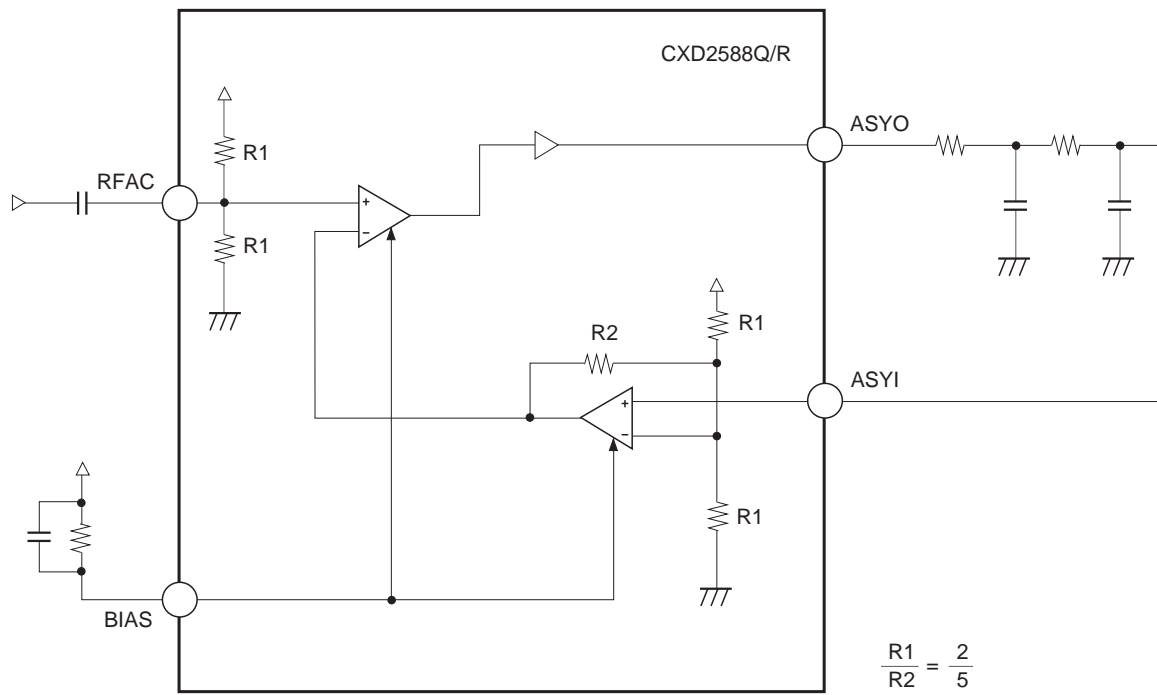 CXD2588Q/R
ASYO
R1
RFAC
R1
+
−
R1
R2
ASYI
+
−
R1
BIAS
R1
R2
=
2
5